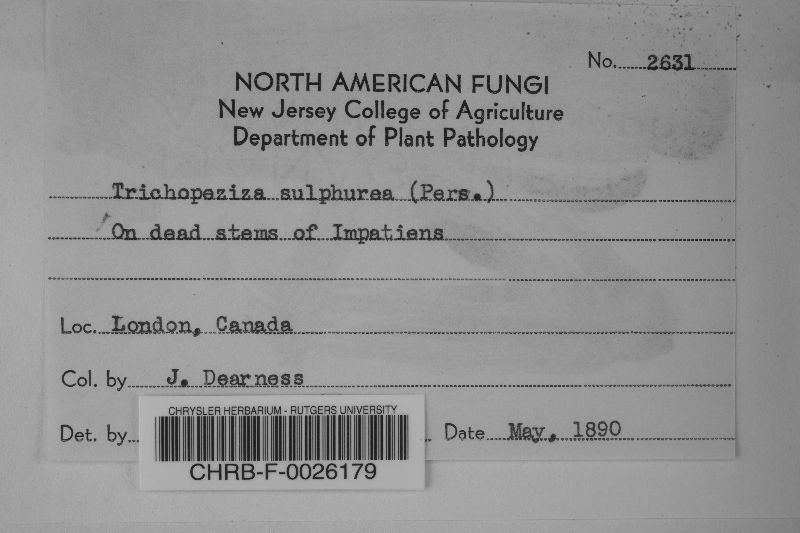 No. 2631
NORTH AMERICAN FUNGI
New Jersey College of Agriculture
Department of Plant Pathology
Trichopeziza sulphurea (Pers.)
On dead stems of Impatiens
Loc. London, Canada
Col. by J. Dearness
Det. by
Date May, 1890
CHRYSLER HERBARIUM - RUTGERS UNIVERSITY
CHRB-F-0026179